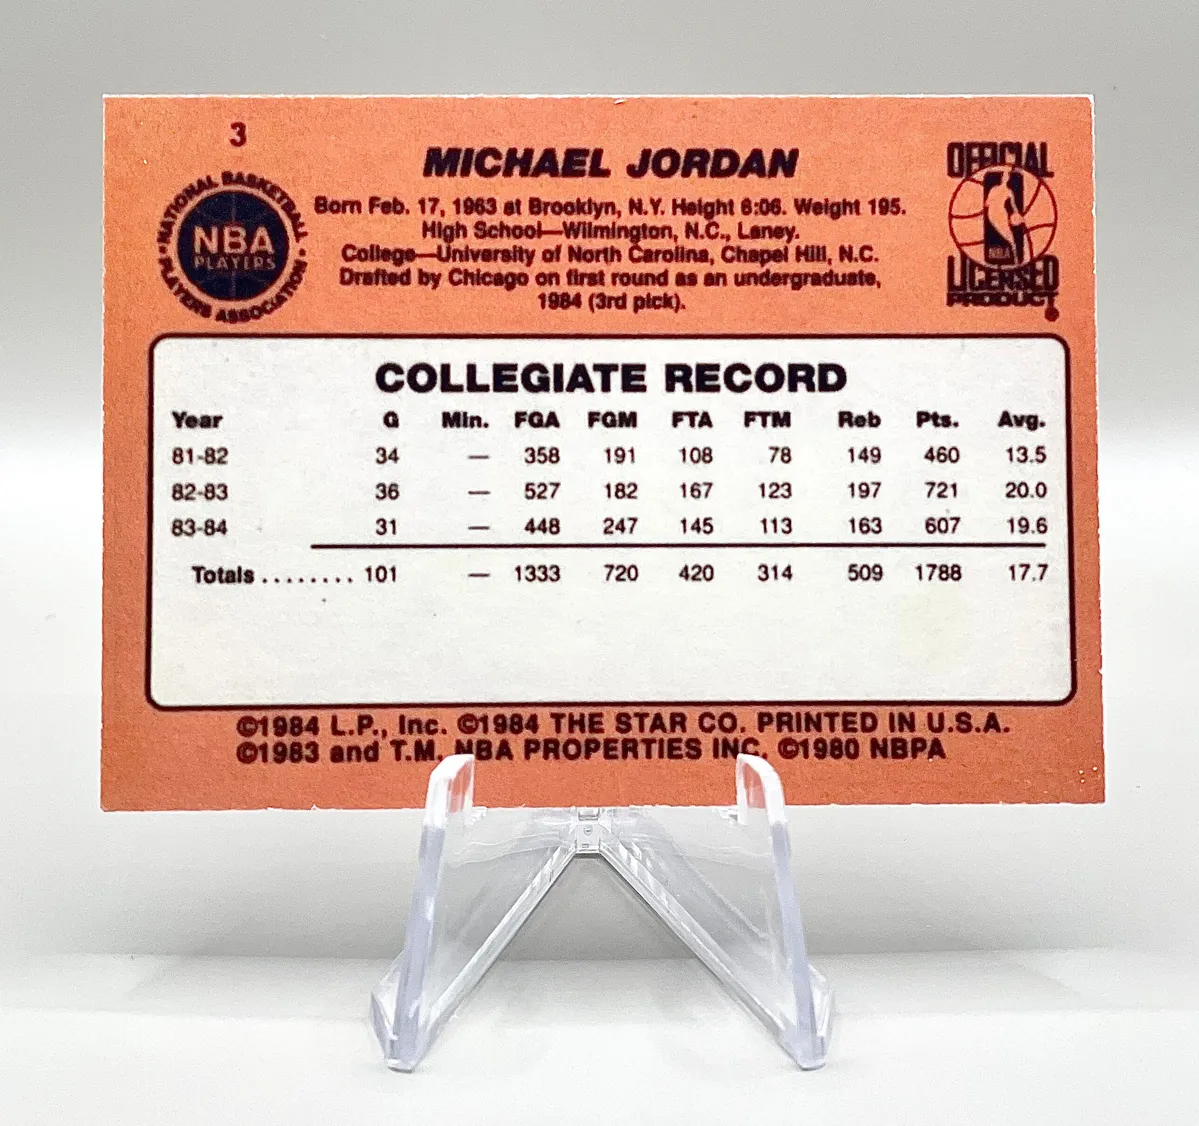 3
MICHAEL JORDAN
Born Feb. 17, 1963 at Brooklyn, N.Y. Height 6:06. Weight 195.
High School—Wilmington, N.C., Laney.
College—University of North Carolina, Chapel Hill, N.C.
Drafted by Chicago on first round as an undergraduate,
1984 (3rd pick).
NATIONAL BASKETBALL
NBA
PLAYERS
PLAYERS ASSOCIATION
OFFICIAL
NBA
LICENSED
PRODUCT
COLLEGIATE RECORD
Year G Min. FGA FGM FTA FTM Reb Pts. Avg.
81-82 34 — 358 191 108 78 149 460 13.5
82-83 36 — 527 182 167 123 197 721 20.0
83-84 31 — 448 247 145 113 163 607 19.6
Totals ........ 101 — 1333 720 420 314 509 1788 17.7
©1984 L.P., Inc. ©1984 THE STAR CO. PRINTED IN U.S.A.
©1983 and T.M. NBA PROPERTIES INC. ©1980 NBPA